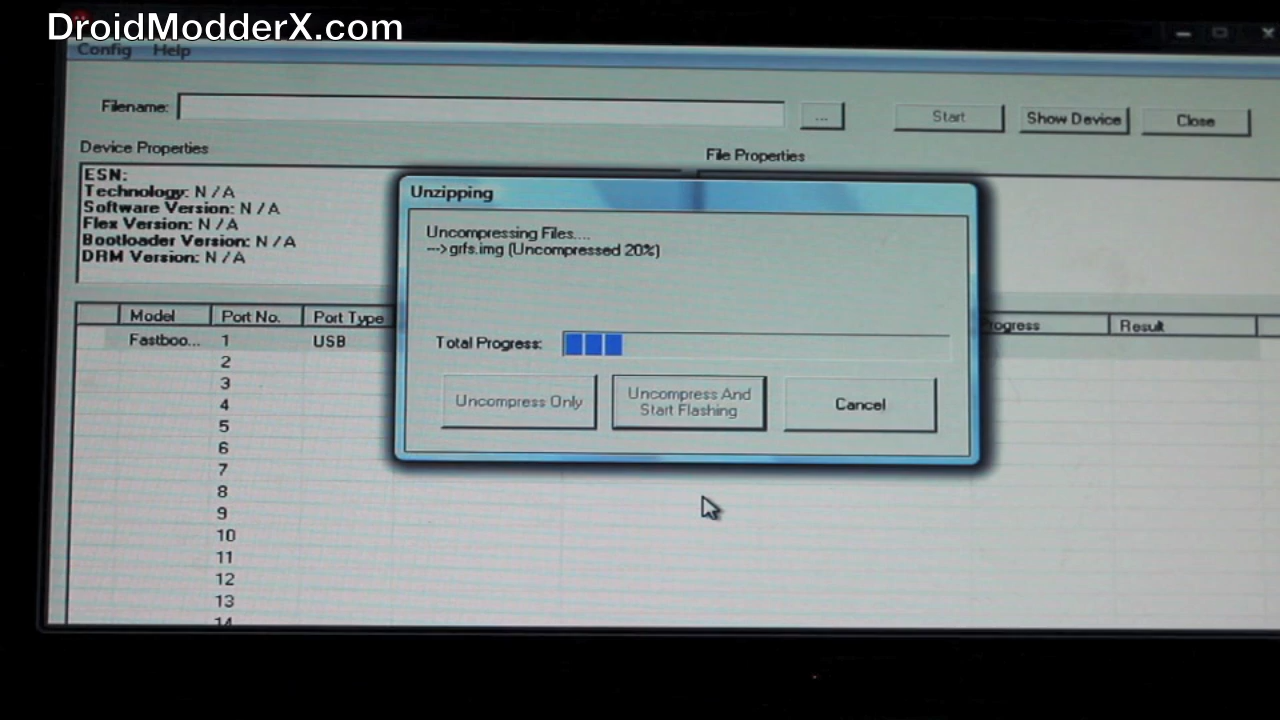 DroidModderX.com
Config Help
Filename:
...
Start
Show Device
Close
Device Properties
File Properties
ESN:
Technology: N / A
Software Version: N / A
Flex Version: N / A
Bootloader Version: N / A
DRM Version: N / A
Unzipping
Uncompressing Files....
--->grfs.img (Uncompressed 20%)
Total Progress:
Uncompress Only
Uncompress And
Start Flashing
Cancel
Model Port No. Port Type rogress Result
Fastboo... 1 USB
2
3
4
5
6
7
8
9
10
11
12
13
14